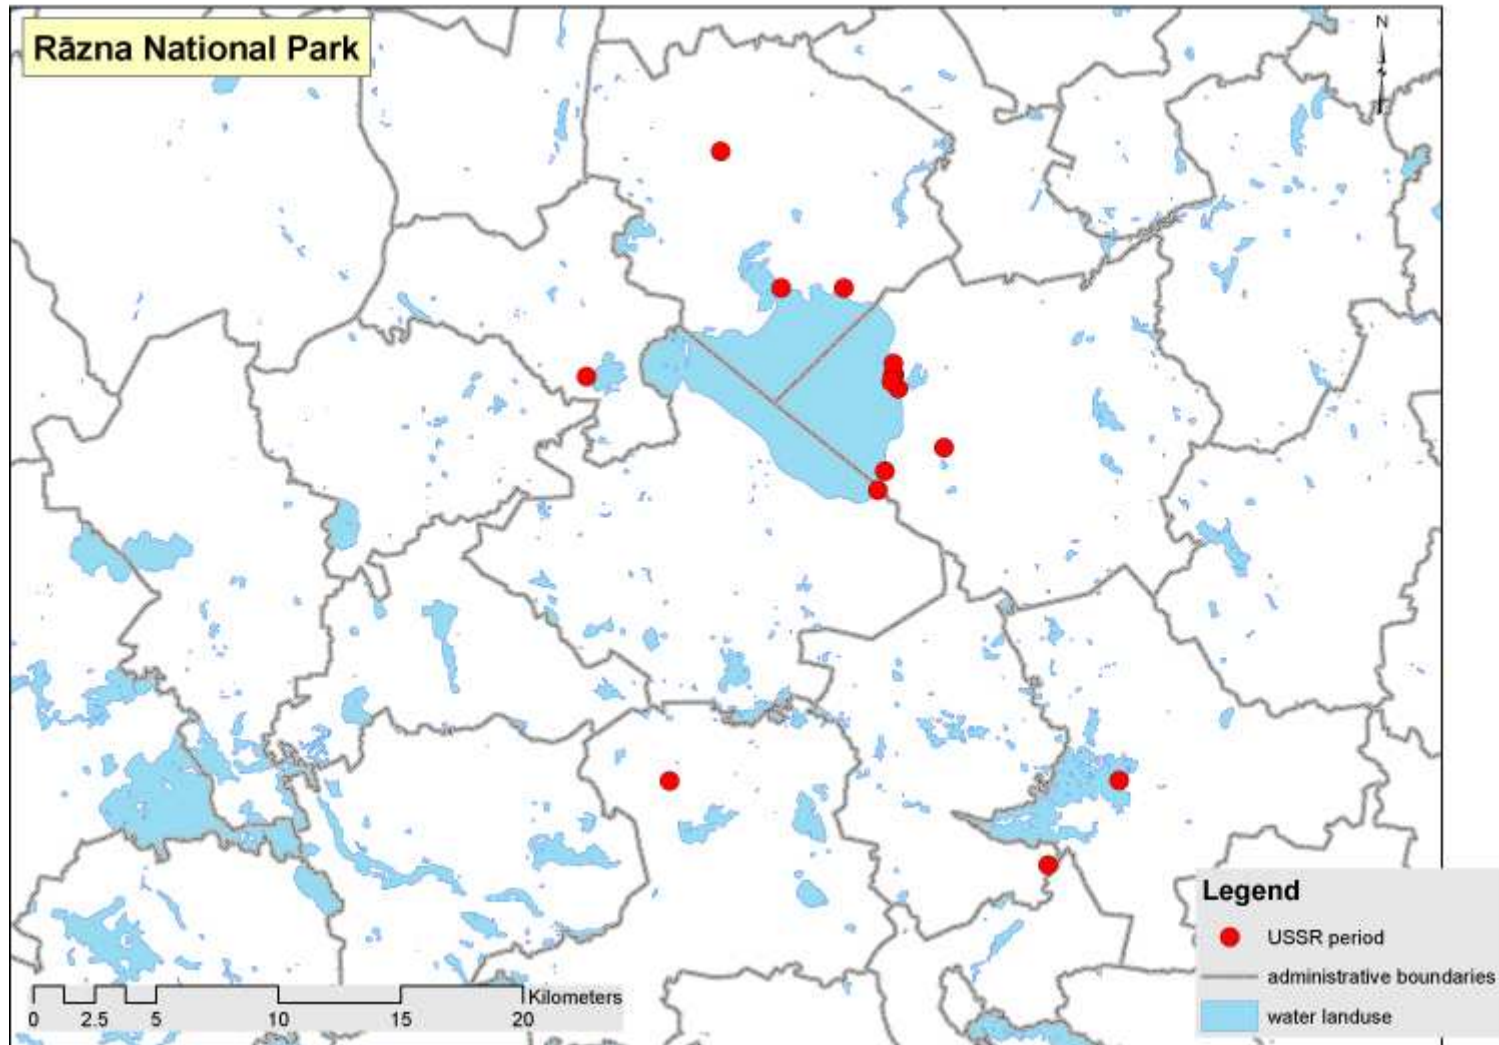 Rāzna National Park
N
Legend
USSR period
administrative boundaries
water landuse
Kilometers
0 2.5 5 10 15 20